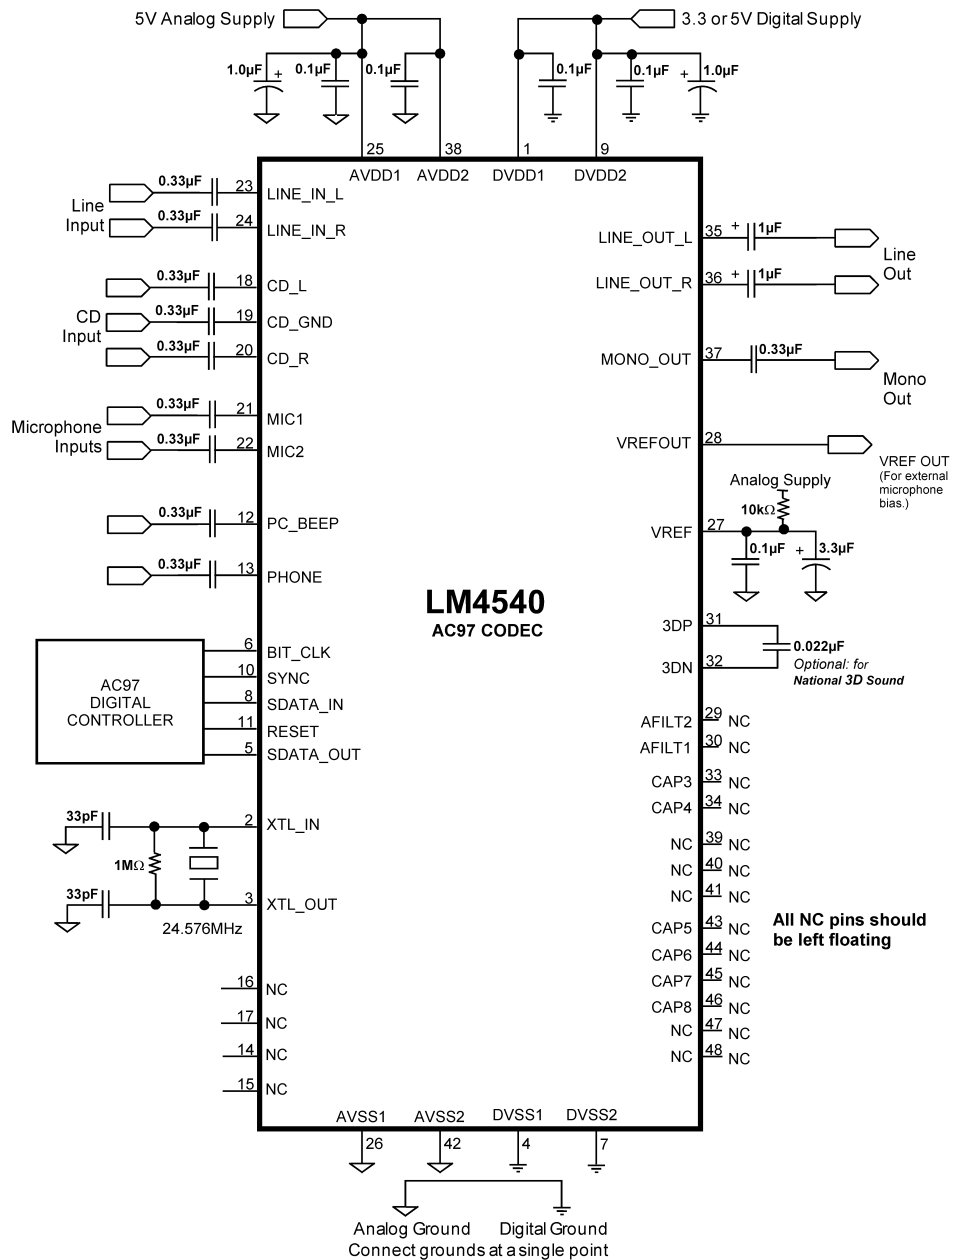 5V Analog Supply
3.3 or 5V Digital Supply
1.0µF +
0.1µF
0.1µF
0.1µF
0.1µF
+ 1.0µF
25
38
1
9
AVDD1
AVDD2
DVDD1
DVDD2
Line
Input
0.33µF
23
LINE_IN_L
0.33µF
24
LINE_IN_R
CD
Input
0.33µF
18
CD_L
0.33µF
19
CD_GND
0.33µF
20
CD_R
Microphone
Inputs
0.33µF
21
MIC1
0.33µF
22
MIC2
0.33µF
12
PC_BEEP
0.33µF
13
PHONE
LM4540
AC97 CODEC
AC97
DIGITAL
CONTROLLER
6
BIT_CLK
10
SYNC
8
SDATA_IN
11
RESET
5
SDATA_OUT
33pF
2
XTL_IN
1MΩ
33pF
3
XTL_OUT
24.576MHz
16
NC
17
NC
14
NC
15
NC
LINE_OUT_L
35
+ 1µF
LINE_OUT_R
36
+ 1µF
Line
Out
MONO_OUT
37
0.33µF
Mono
Out
VREFOUT
28
VREF OUT
(For external
microphone
bias.)
Analog Supply
10kΩ
VREF
27
0.1µF
+ 3.3µF
3DP
31
3DN
32
0.022µF
Optional: for
National 3D Sound
AFILT2
29
NC
AFILT1
30
NC
CAP3
33
NC
CAP4
34
NC
NC
39
NC
NC
40
NC
NC
41
NC
CAP5
43
NC
CAP6
44
NC
CAP7
45
NC
CAP8
46
NC
NC
47
NC
NC
48
NC
All NC pins should
be left floating
AVSS1
AVSS2
DVSS1
DVSS2
26
42
4
7
Analog Ground
Digital Ground
Connect grounds at a single point